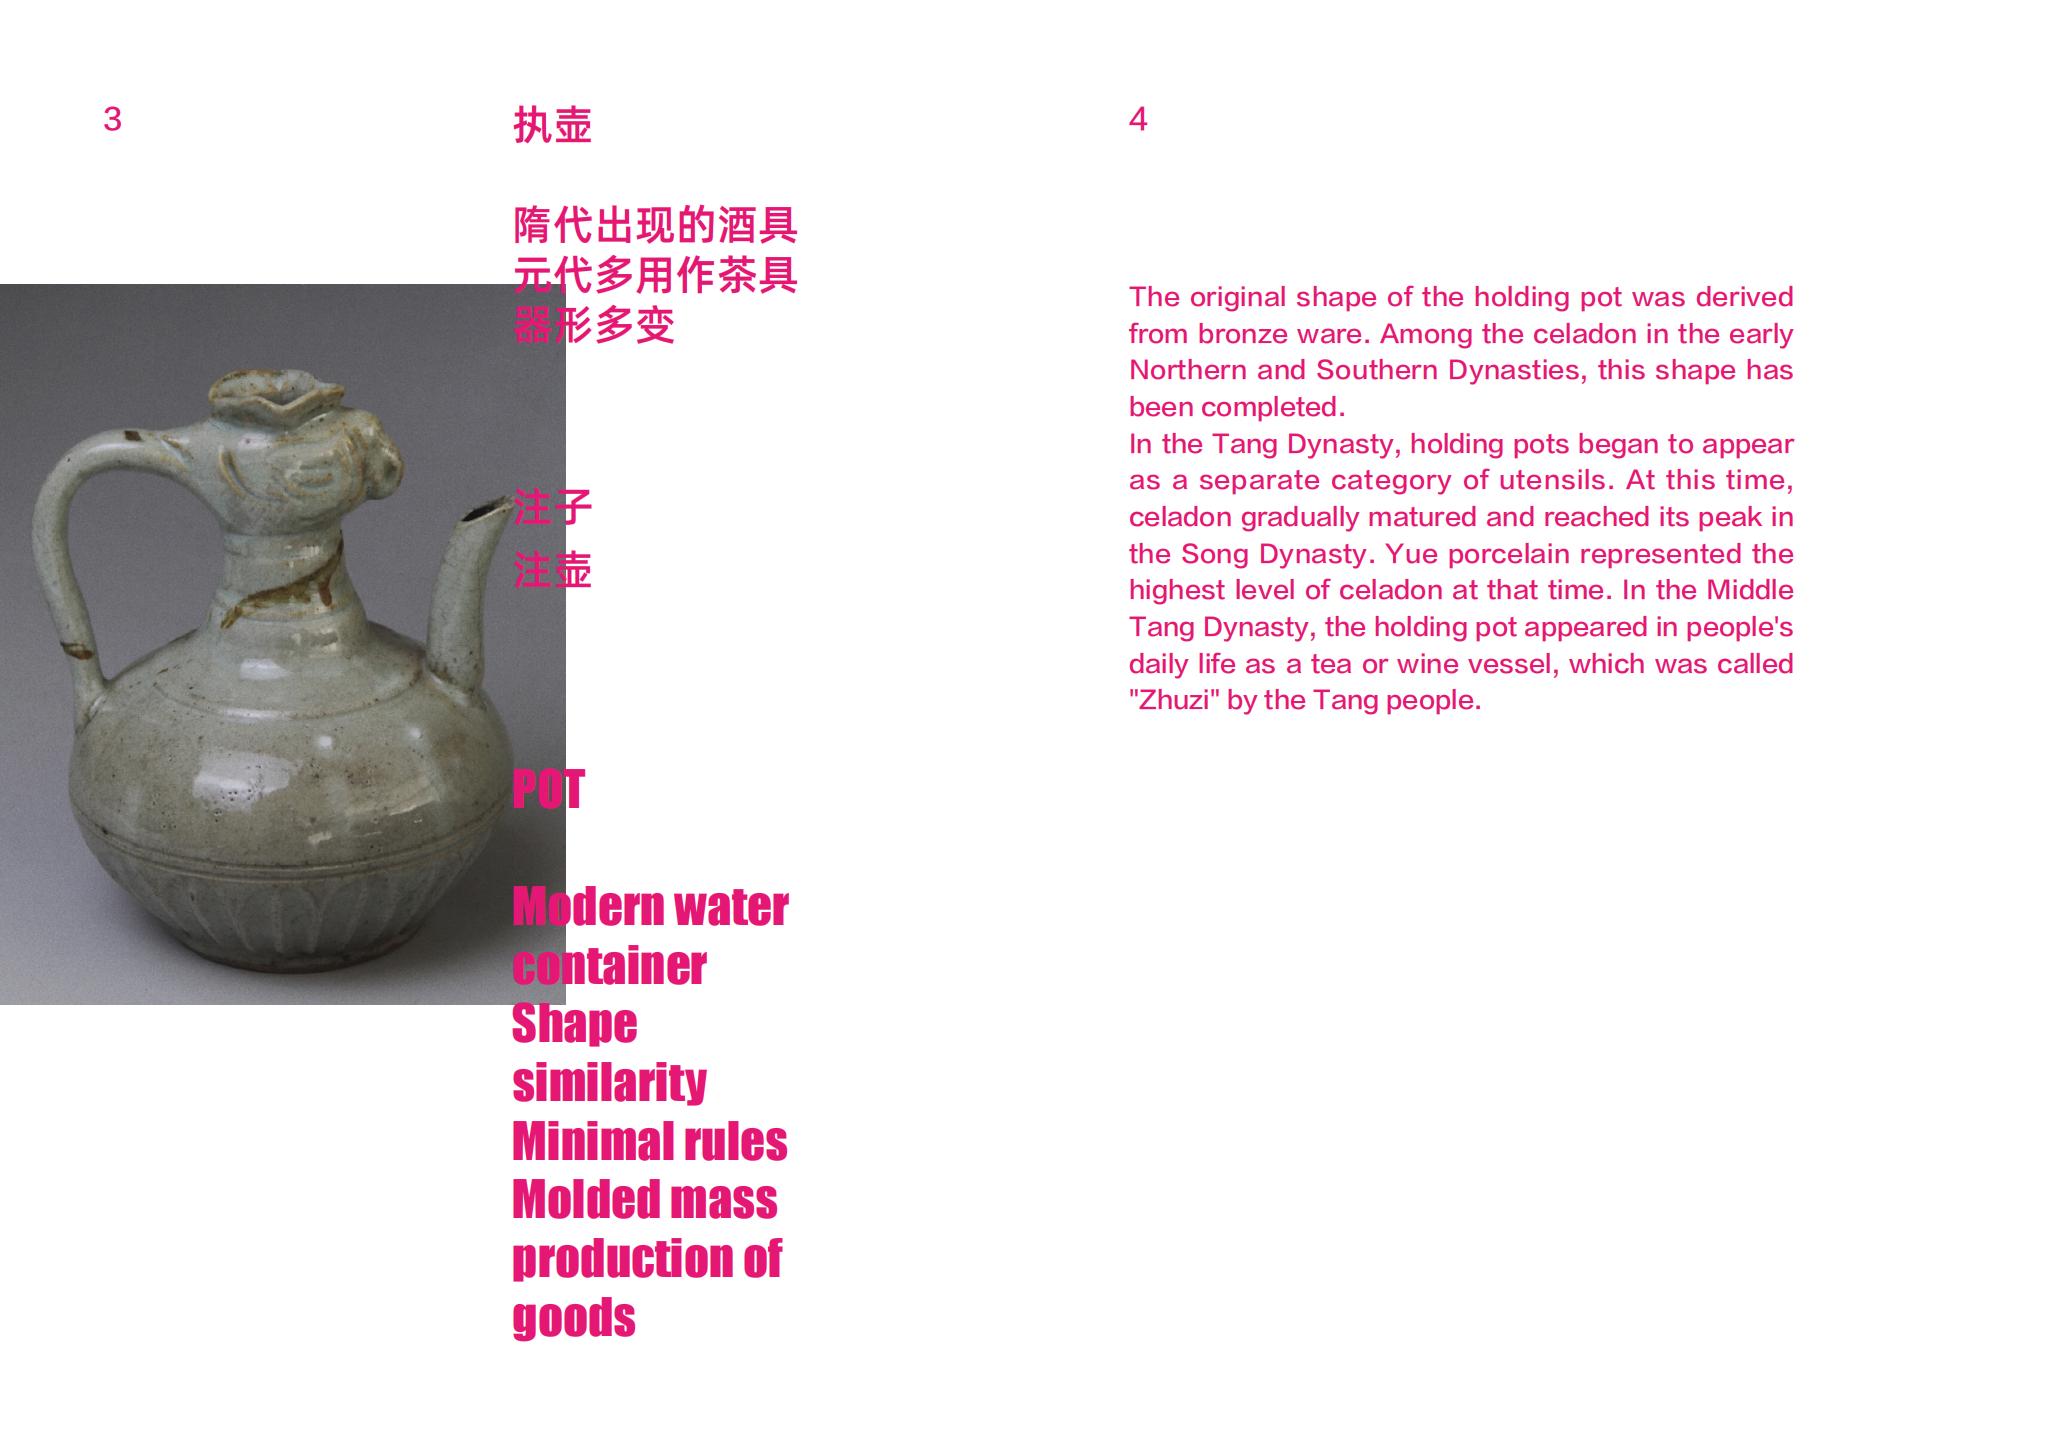 3
执壶
隋代出现的酒具
元代多用作茶具
器形多变
注子
注壶
POT
Modern water
container
Shape
similarity
Minimal rules
Molded mass
production of
goods
4
The original shape of the holding pot was derived
from bronze ware. Among the celadon in the early
Northern and Southern Dynasties, this shape has
been completed.
In the Tang Dynasty, holding pots began to appear
as a separate category of utensils. At this time,
celadon gradually matured and reached its peak in
the Song Dynasty. Yue porcelain represented the
highest level of celadon at that time. In the Middle
Tang Dynasty, the holding pot appeared in people's
daily life as a tea or wine vessel, which was called
"Zhuzi" by the Tang people.